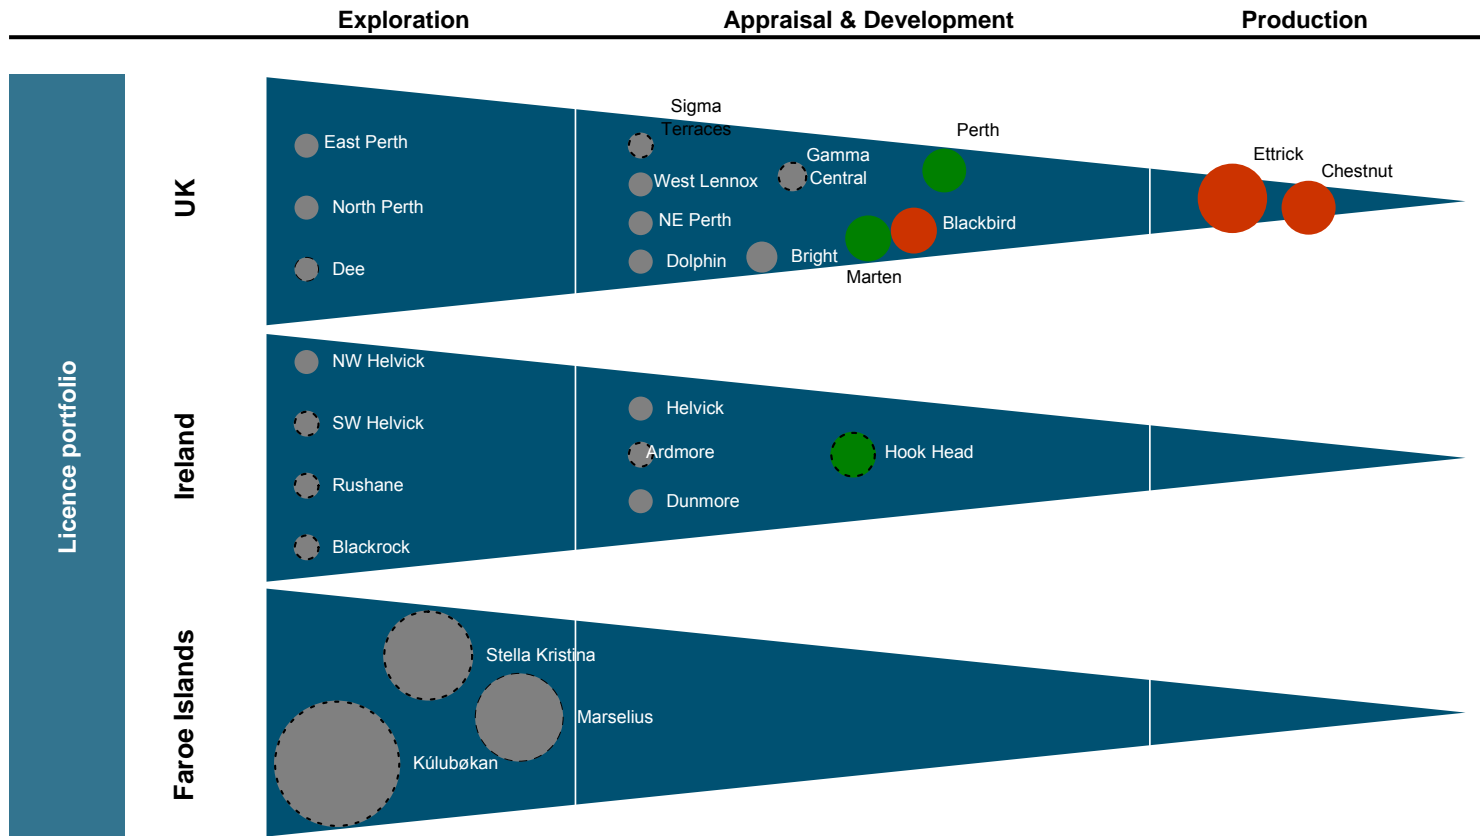 Exploration
Appraisal & Development
Production
Licence portfolio
UK
East Perth
North Perth
Dee
Sigma
Terraces
West Lennox
NE Perth
Dolphin
Gamma
Central
Bright
Perth
Blackbird
Marten
Ettrick
Chestnut
Ireland
NW Helvick
SW Helvick
Rushane
Blackrock
Helvick
Ardmore
Dunmore
Hook Head
Faroe Islands
Stella Kristina
Marselius
Kúlubøkan